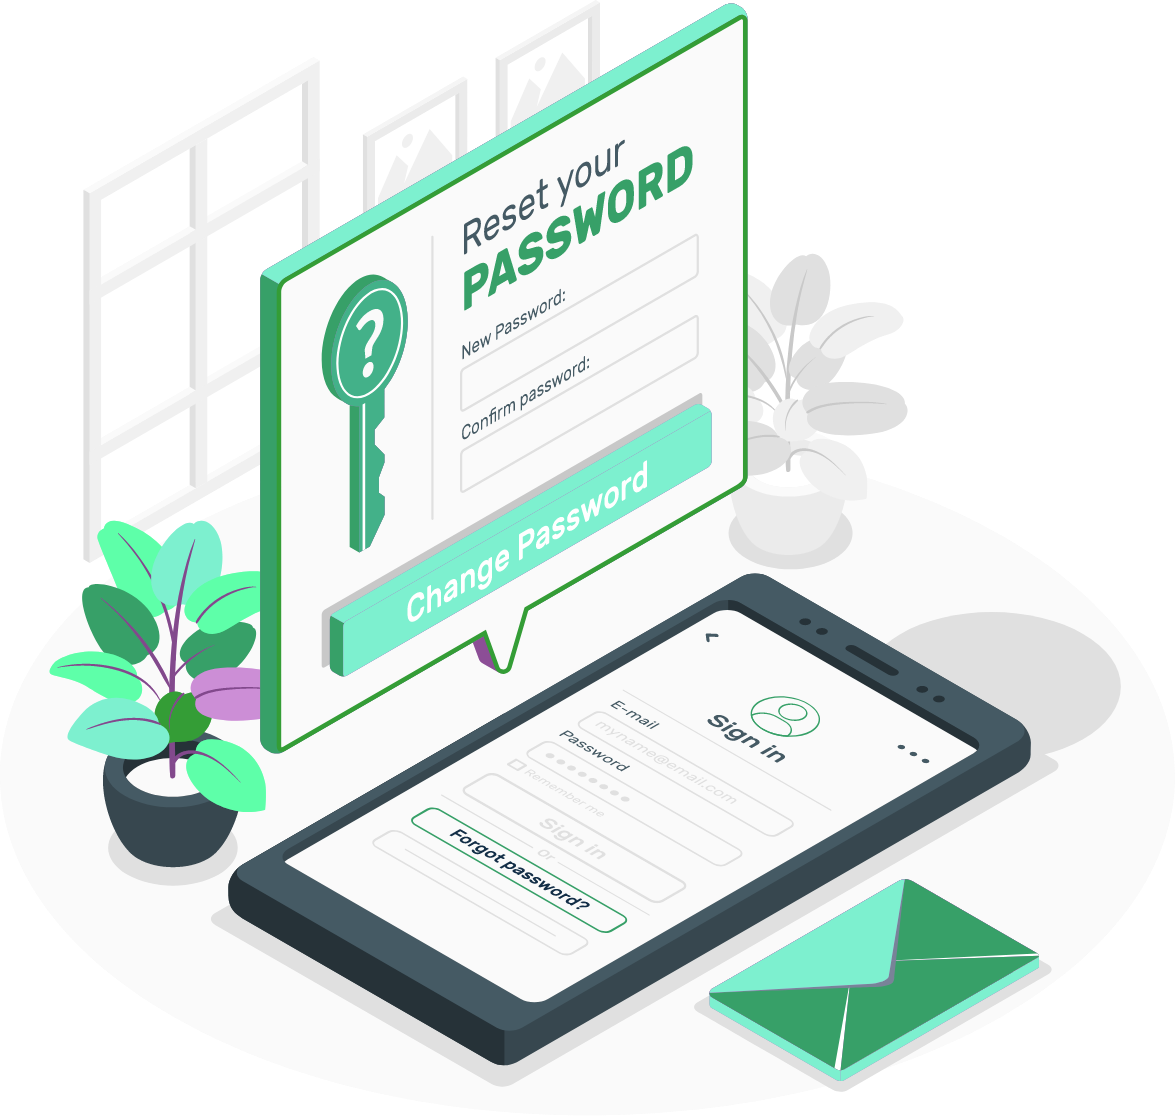 Reset your
PASSWORD
?
New Password:
Confirm password:
Change Password
Sign in
E-mail
myname@email.com
Password
Remember me
Sign in
or
Forgot password?